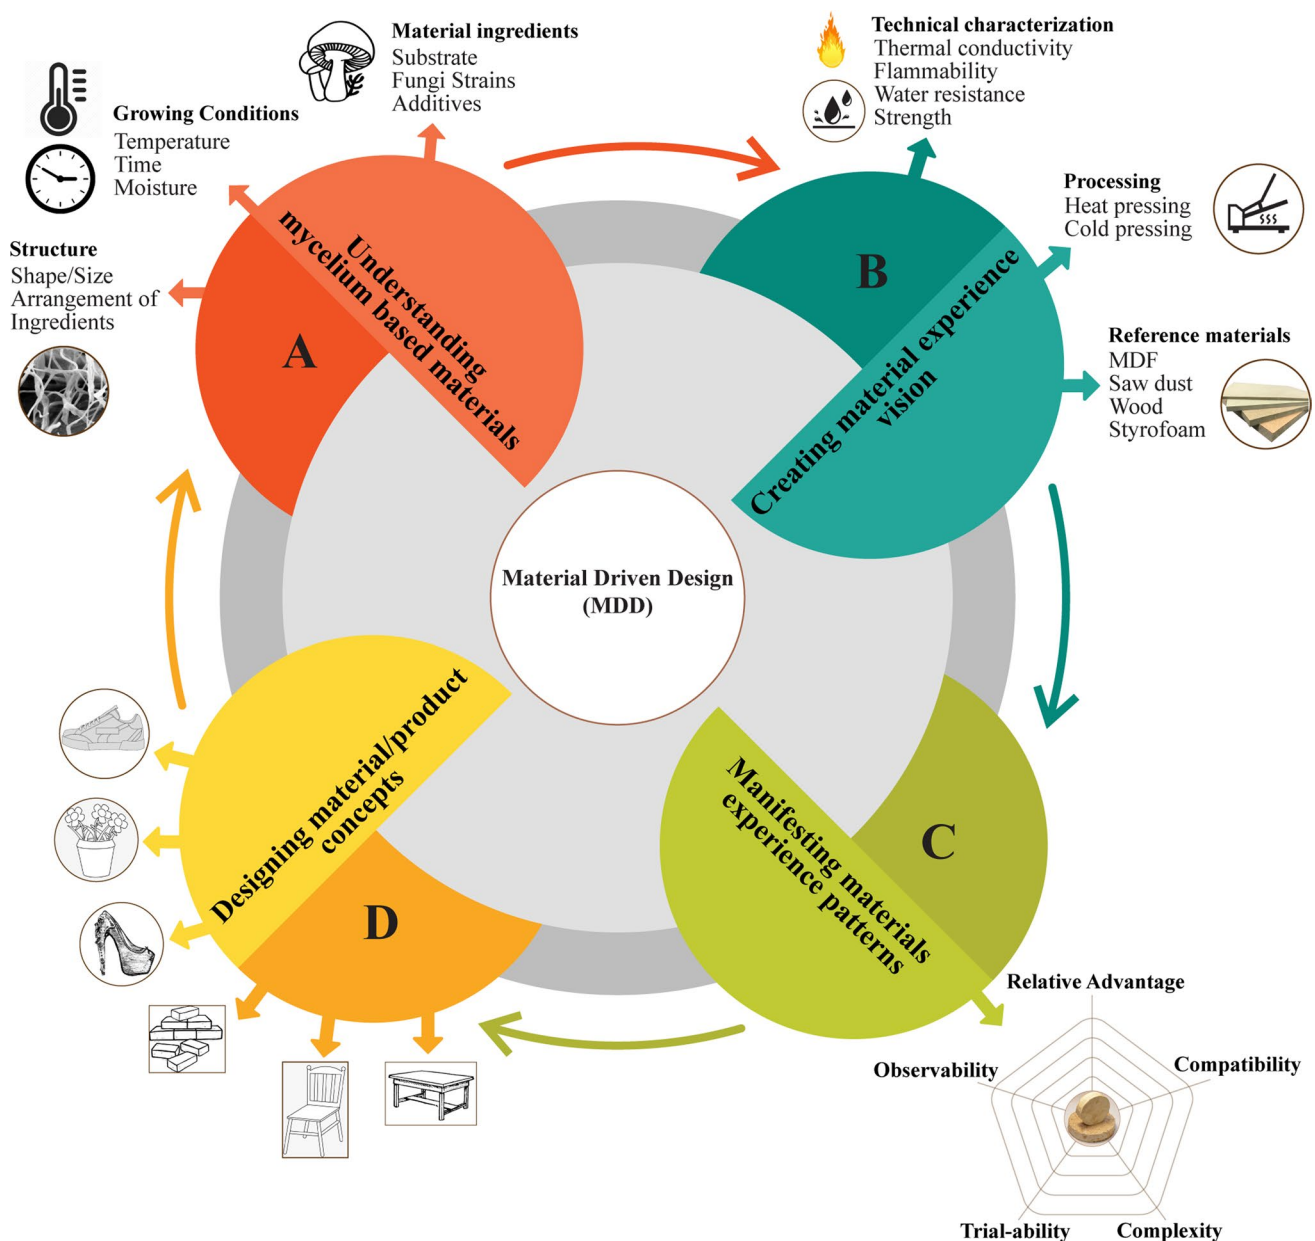 Material ingredients
Substrate
Fungi Strains
Additives
Growing Conditions
Temperature
Time
Moisture
Structure
Shape/Size
Arrangement of
Ingredients
A
Understanding
mycelium based materials
Technical characterization
Thermal conductivity
Flammability
Water resistance
Strength
Processing
Heat pressing
Cold pressing
Reference materials
MDF
Saw dust
Wood
Styrofoam
B
Creating material experience
vision
Material Driven Design
(MDD)
C
Manifesting materials
experience patterns
Relative Advantage
Observability
Compatibility
Trial-ability
Complexity
D
Designing material/product
concepts